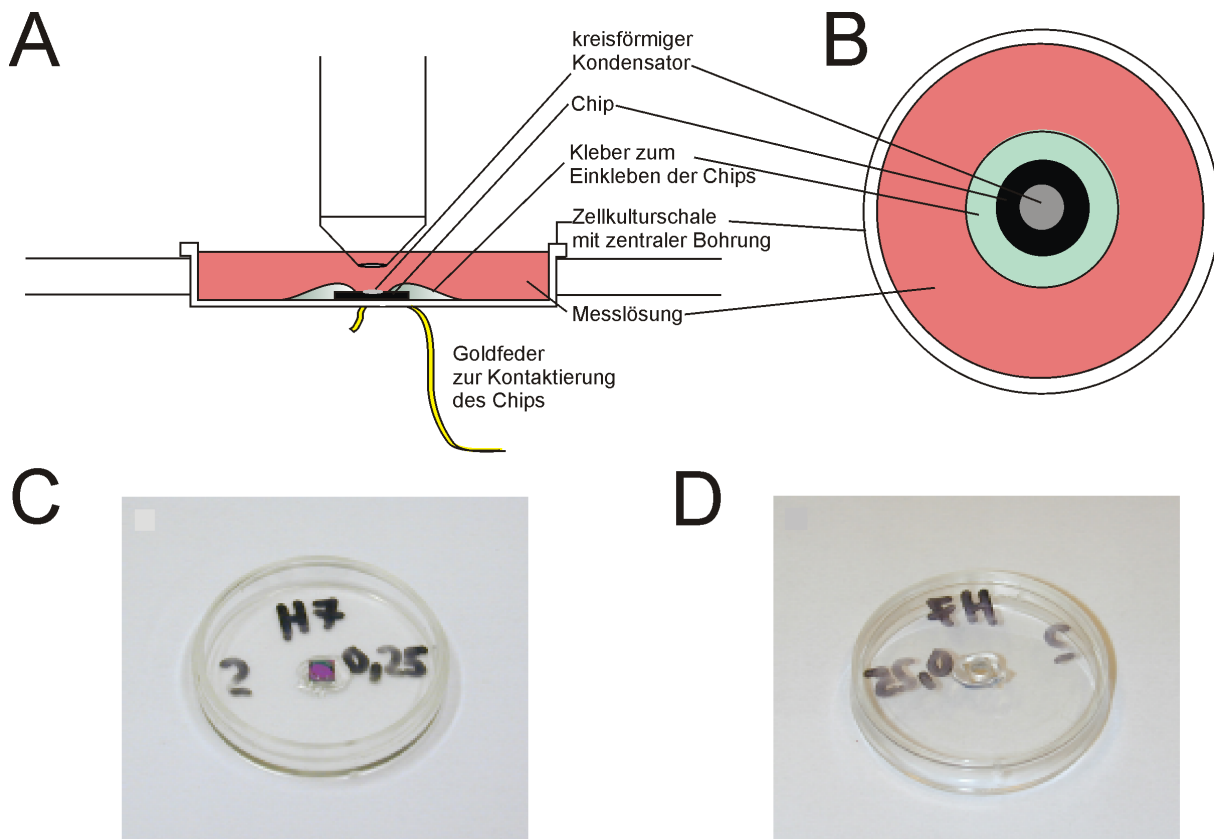 A
B
kreisförmiger
Kondensator
Chip
Kleber zum
Einkleben der Chips
Zellkulturschale
mit zentraler Bohrung
Messlösung
Goldfeder
zur Kontaktierung
des Chips
C
D
H7
0,25
2
H7
0,25
2